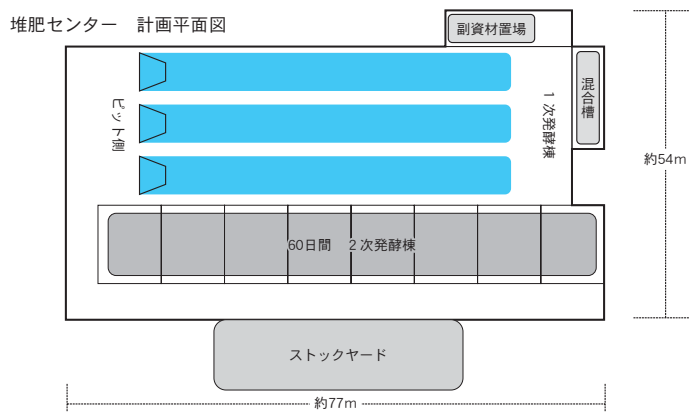 堆肥センター　計画平面図
副資材置場
混合槽
1次発酵棟
ピット側
約54m
60日間　2次発酵棟
ストックヤード
約77m